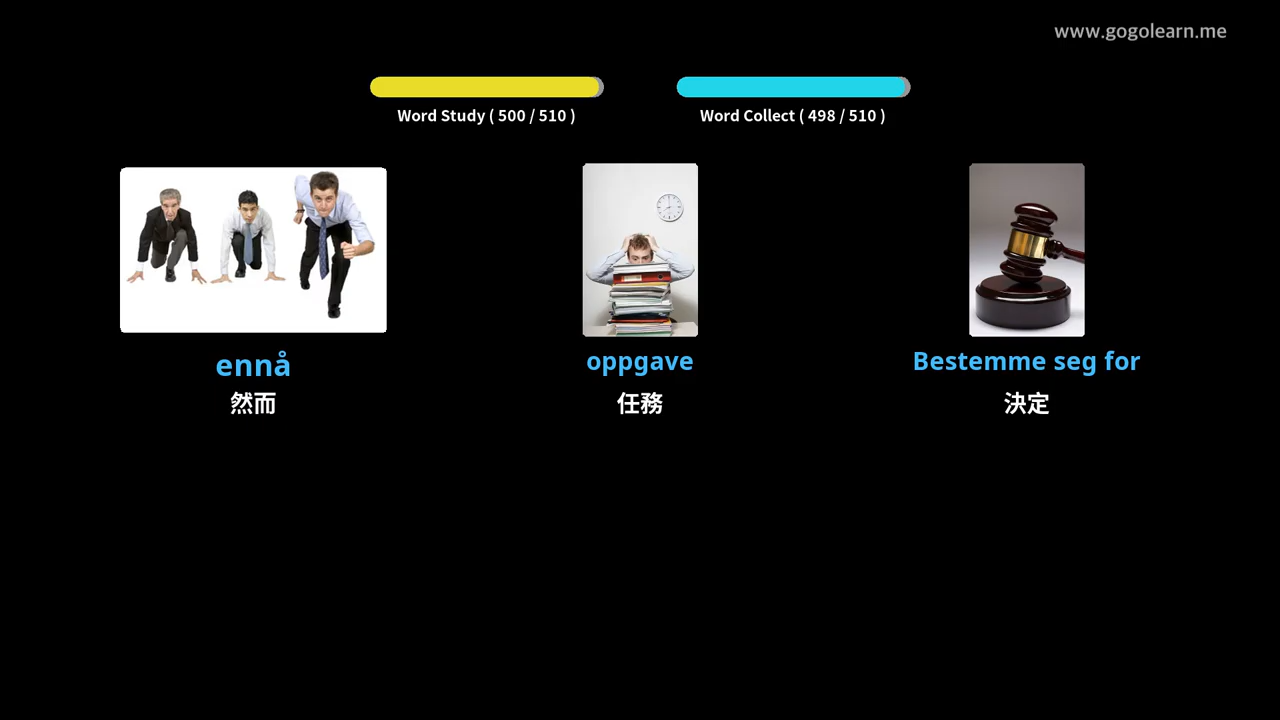 www.gogolearn.me
Word Study ( 500 / 510 )
Word Collect ( 498 / 510 )
ennå
oppgave
Bestemme seg for
然而
任務
決定